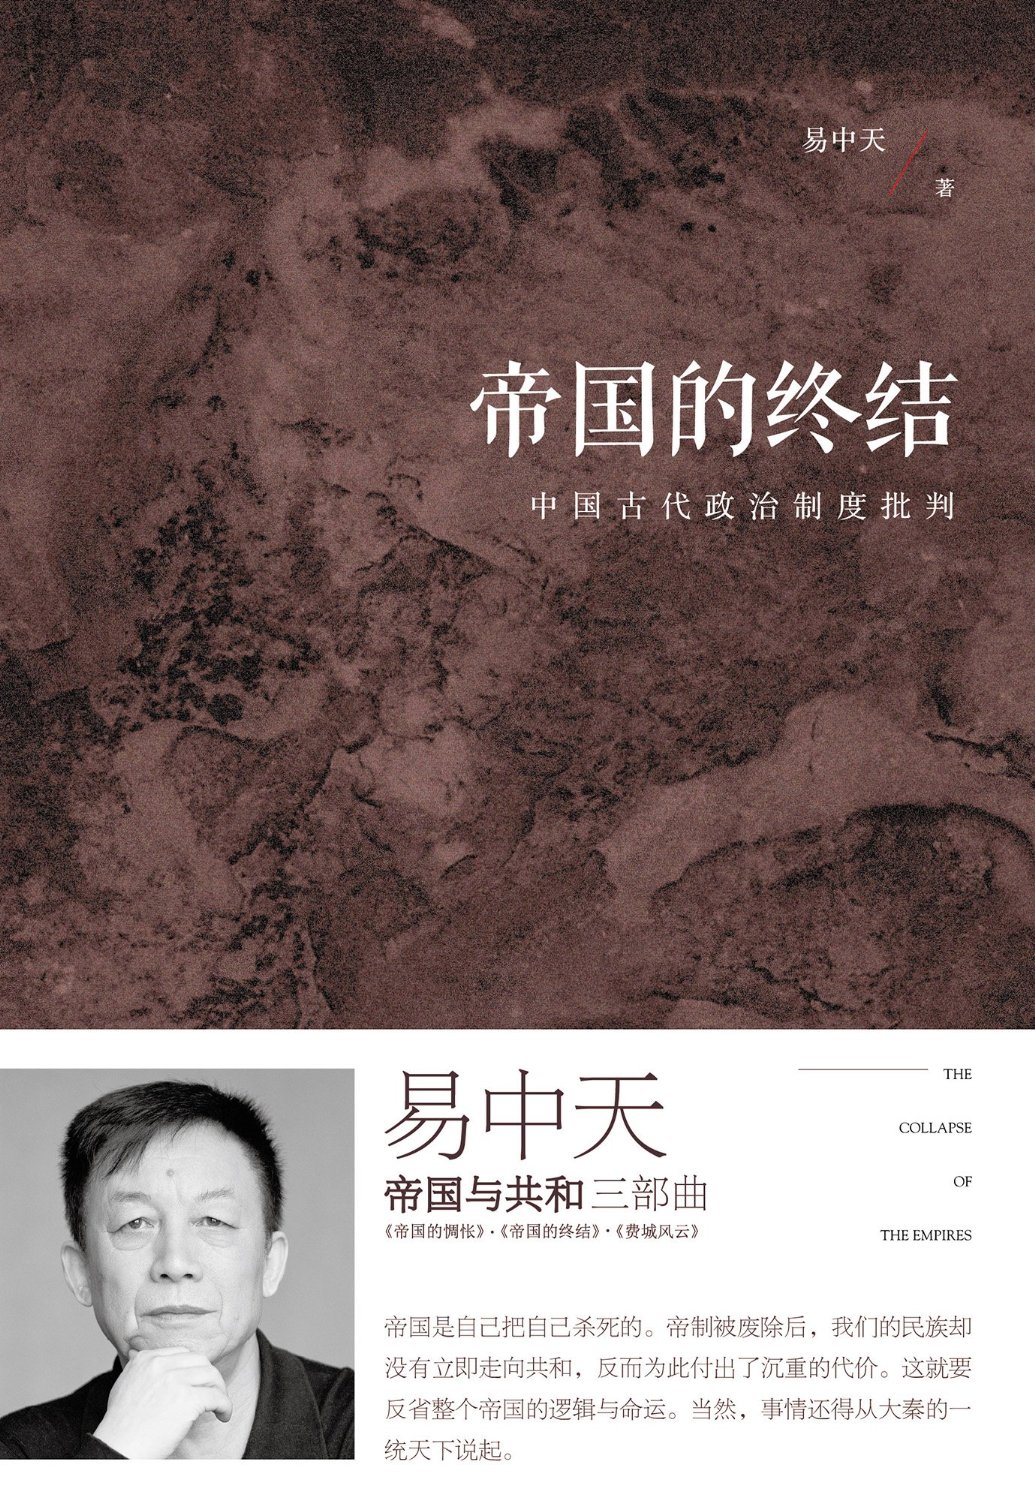 易中天
著
帝国的终结
中国古代政治制度批判
易中天
帝国与共和三部曲
《帝国的惆怅》·《帝国的终结》·《费城风云》
THE
COLLAPSE
OF
THE EMPIRES
帝国是自己把自己杀死的。帝制被废除后，我们的民族却
没有立即走向共和，反而为此付出了沉重的代价。这就要
反省整个帝国的逻辑与命运。当然，事情还得从大秦的一
统天下说起。